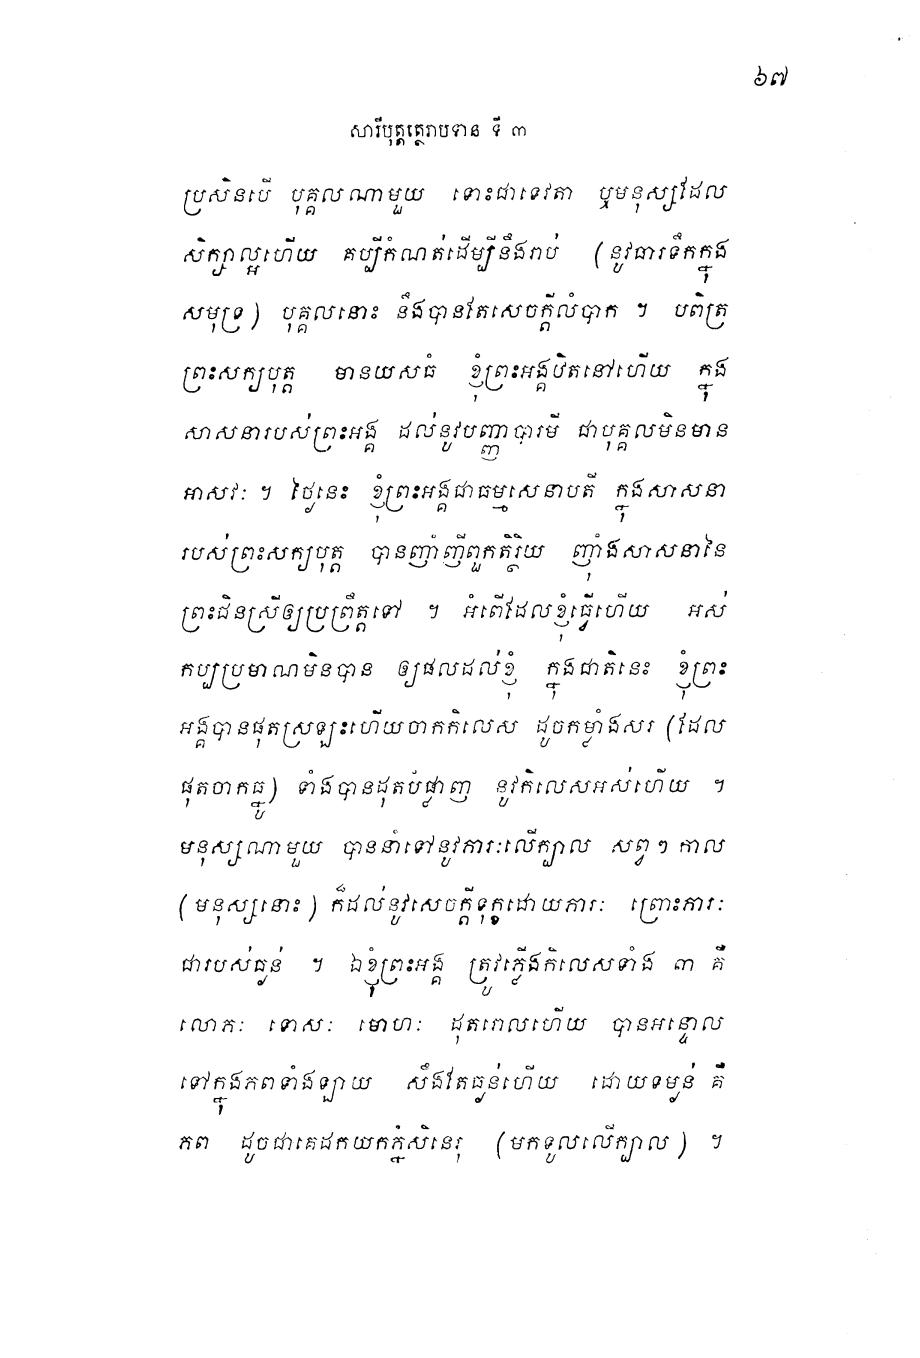 ៦៧
សារីបុត្តត្ថេរាបទាន ទី ៣
ប្រសិនបើ បុគ្គលណាមួយ ទោះជាទេវតា ឬមនុស្សដែល
សិក្សាល្អហើយ គប្បីកំណត់ដើម្បីនឹងរាប់ (នូវធារទឹកក្នុង
សមុទ្រ) បុគ្គលនោះ នឹងបានតែសេចក្តីលំបាក ។ បពិត្រ
ព្រះសក្យបុត្ត មានយសធំ ខ្ញុំព្រះអង្គឋិតនៅហើយ ក្នុង
សាសនារបស់ព្រះអង្គ ដល់នូវបញ្ញាបារមី ជាបុគ្គលមិនមាន
អាសវៈ ។ ថ្ងៃនេះ ខ្ញុំព្រះអង្គជាធម្មសេនាបតី ក្នុងសាសនា
របស់ព្រះសក្យបុត្ត បានញាំញីពួកតិរ្ថិយ ញ៉ាំងសាសនានៃ
ព្រះជិនស្រីឲ្យប្រព្រឹត្តទៅ ។ អំពើដែលខ្ញុំធ្វើហើយ អស់
កប្បប្រមាណមិនបាន ឲ្យផលដល់ខ្ញុំ ក្នុងជាតិនេះ ខ្ញុំព្រះ
អង្គបានផុតស្រឡះហើយចាកកិលេស ដូចកម្លាំងសរ (ដែល
ផុតចាកធ្នូ) ទាំងបានដុតបំផ្លាញ នូវកិលេសអស់ហើយ ។
មនុស្សណាមួយ បាននាំទៅនូវភារៈលើក្បាល សព្វៗ កាល
(មនុស្សនោះ) ក៏ដល់នូវសេចក្តីទុក្ខដោយភារៈ ព្រោះភារៈ
ជារបស់ធ្ងន់ ។ ឯខ្ញុំព្រះអង្គ ត្រូវភ្លើងកិលេសទាំង ៣ គឺ
លោភៈ ទោសៈ មោហៈ ដុតរោលហើយ បានអន្ទោល
ទៅក្នុងភពទាំងឡាយ សឹងតែធ្ងន់ហើយ ដោយទម្ងន់ គឺ
ភព ដូចជាគេដកយកភ្នំសិនេរុ (មកទូលលើក្បាល) ។